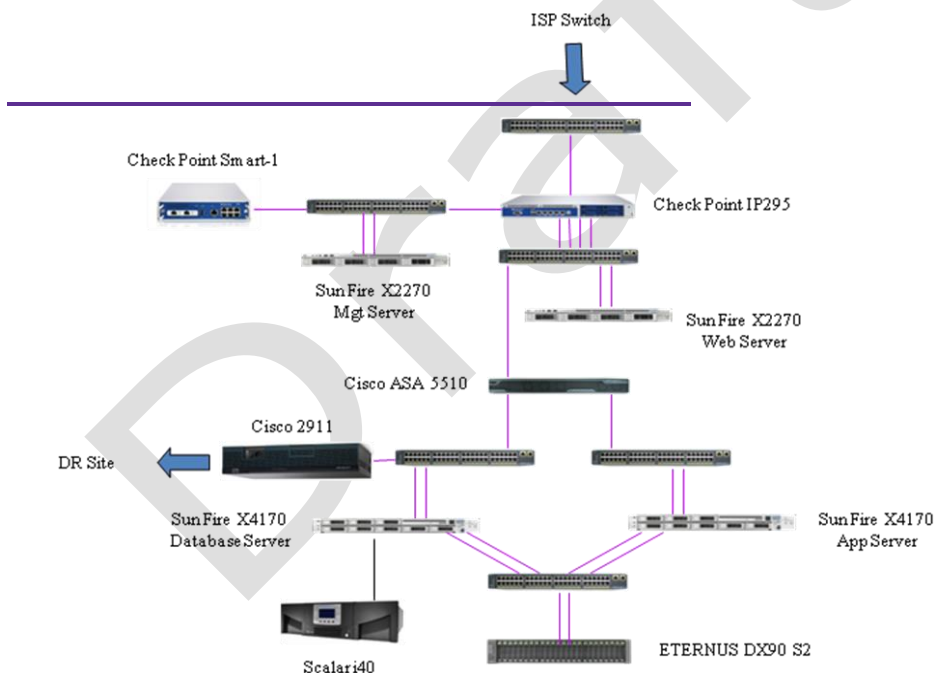 ISP Switch
Check Point Smart-1
Check Point IP295
SunFire X2270
Mgt Server
SunFire X2270
Web Server
Cisco ASA 5510
Cisco 2911
DR Site
SunFire X4170
Database Server
SunFire X4170
App Server
ETERNUS DX90 S2
Scalari40
Draft